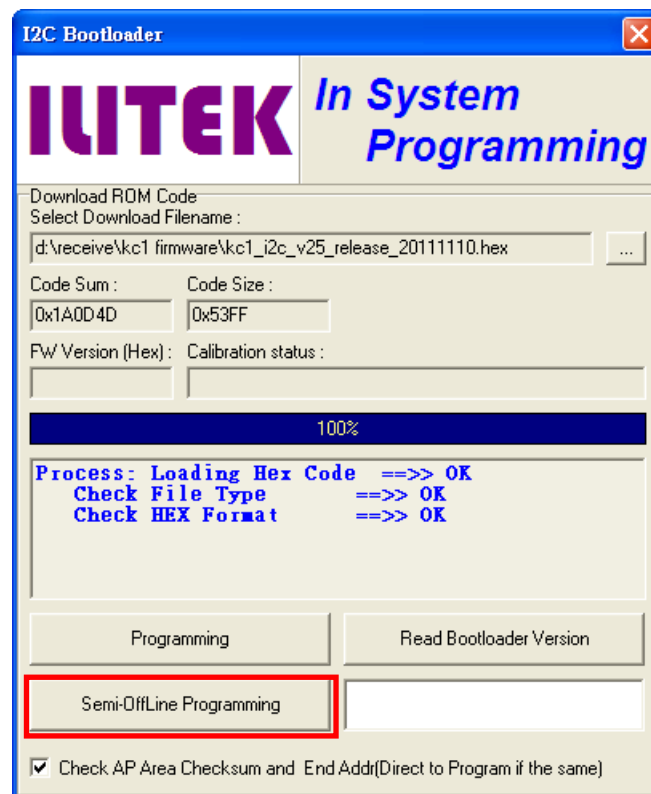 I2C Bootloader
ILITEK
In System
Programming
Download ROM Code
Select Download Filename :
d:\receive\kc1 firmware\kc1_i2c_v25_release_20111110.hex ...
Code Sum : Code Size :
0x1A0D4D 0x53FF
FW Version (Hex) : Calibration status :
100%
Process: Loading Hex Code ==>> OK
Check File Type ==>> OK
Check HEX Format ==>> OK
Programming Read Bootloader Version
Semi-OffLine Programming
Check AP Area Checksum and End Addr(Direct to Program if the same)